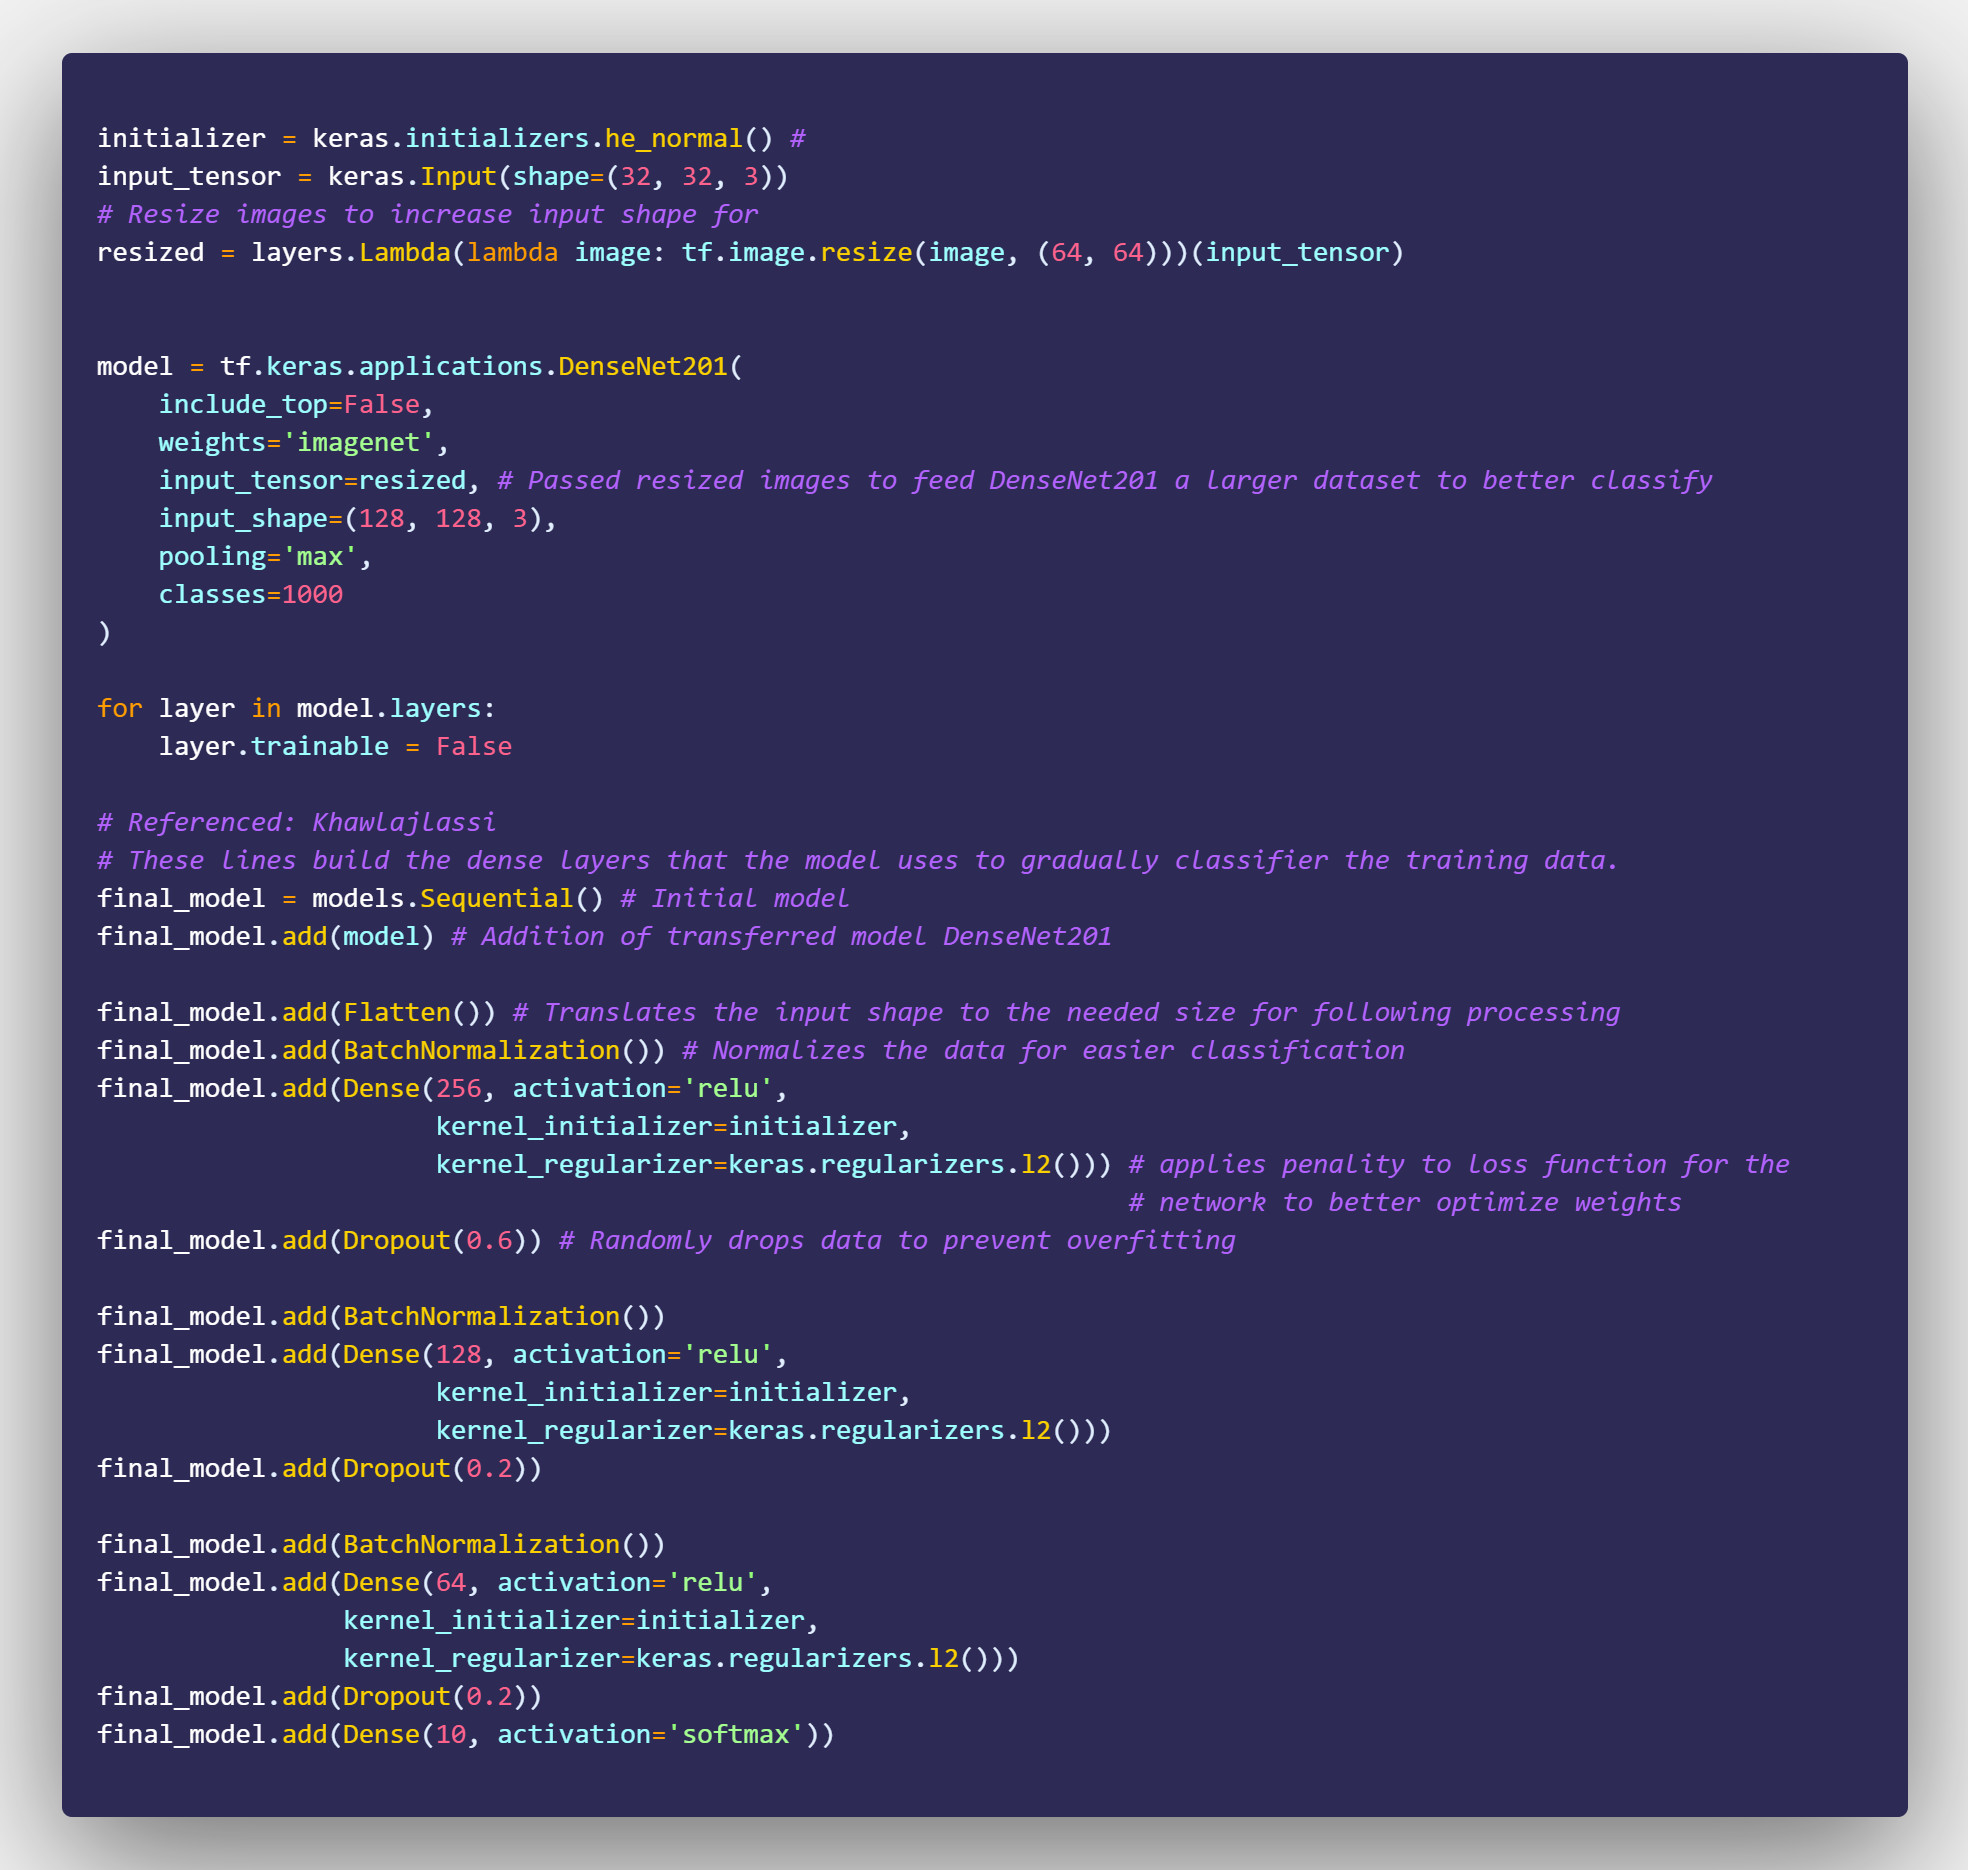 initializer = keras.initializers.he_normal() #
input_tensor = keras.Input(shape=(32, 32, 3))
# Resize images to increase input shape for
resized = layers.Lambda(lambda image: tf.image.resize(image, (64, 64)))(input_tensor)
model = tf.keras.applications.DenseNet201(
    include_top=False,
    weights='imagenet',
    input_tensor=resized, # Passed resized images to feed DenseNet201 a larger dataset to better classify
    input_shape=(128, 128, 3),
    pooling='max',
    classes=1000
)
for layer in model.layers:
    layer.trainable = False
# Referenced: Khawlajlassi
# These lines build the dense layers that the model uses to gradually classifier the training data.
final_model = models.Sequential() # Initial model
final_model.add(model) # Addition of transferred model DenseNet201
final_model.add(Flatten()) # Translates the input shape to the needed size for following processing
final_model.add(BatchNormalization()) # Normalizes the data for easier classification
final_model.add(Dense(256, activation='relu',
                      kernel_initializer=initializer,
                      kernel_regularizer=keras.regularizers.l2())) # applies penality to loss function for the
                                                                   # network to better optimize weights
final_model.add(Dropout(0.6)) # Randomly drops data to prevent overfitting
final_model.add(BatchNormalization())
final_model.add(Dense(128, activation='relu',
                      kernel_initializer=initializer,
                      kernel_regularizer=keras.regularizers.l2()))
final_model.add(Dropout(0.2))
final_model.add(BatchNormalization())
final_model.add(Dense(64, activation='relu',
                kernel_initializer=initializer,
                kernel_regularizer=keras.regularizers.l2()))
final_model.add(Dropout(0.2))
final_model.add(Dense(10, activation='softmax'))